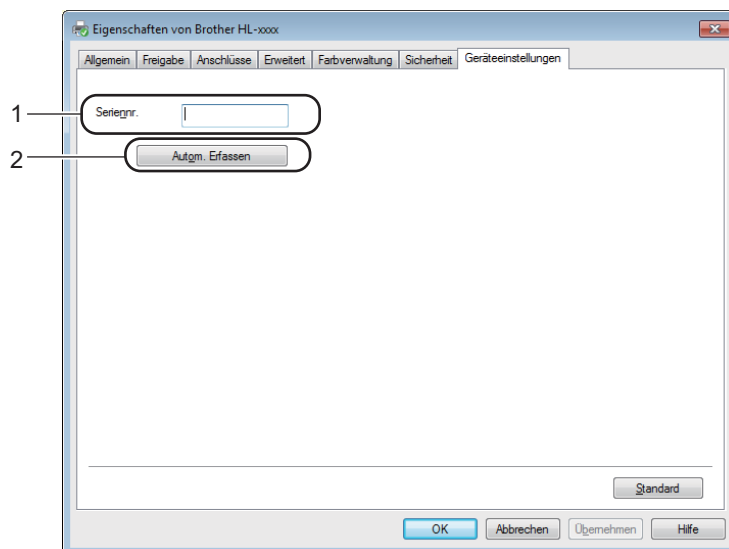 Eigenschaften von Brother HL-xxxx
Allgemein Freigabe Anschlüsse Erweitert Farbverwaltung Sicherheit Geräteeinstellungen
1 Seriennr.
2 Autom. Erfassen
Standard
OK Abbrechen Übernehmen Hilfe